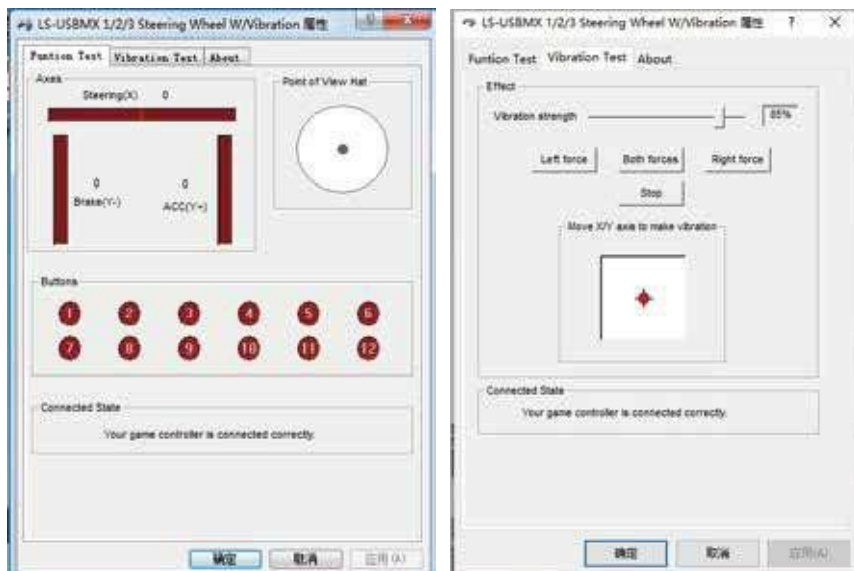 LS-USBMX 1/2/3 Steering Wheel W/Vibration 属性
Funtion Test Vibration Test About
Axes
Steering(X) 0
0 0
Brake(Y-) ACC(Y+)
Point of View Hat
Buttons
1 2 3 4 5 6
7 8 9 10 11 12
Connected State
Your game controller is connected correctly.
确定 取消 应用(A)
LS-USBMX 1/2/3 Steering Wheel W/Vibration 属性 ?
Funtion Test Vibration Test About
Effect
Vibration strength 85%
Left force Both forces Right force
Stop
Move X/Y axis to make vibration
Connected State
Your game controller is connected correctly.
确定 取消 应用(A)